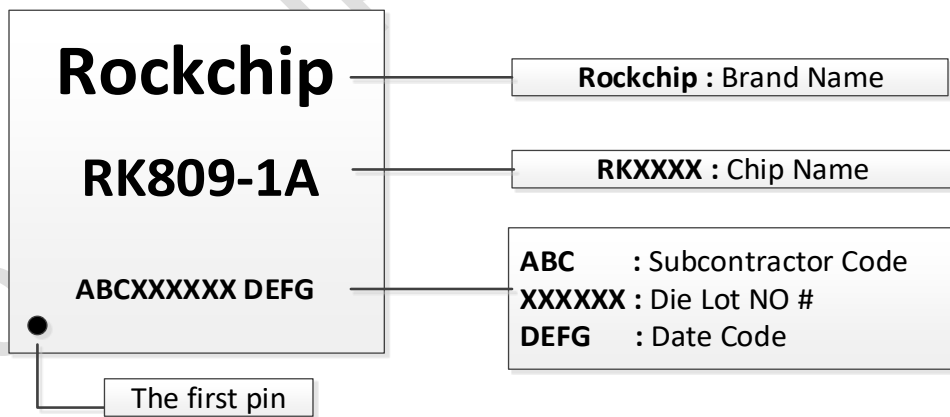 Rockchip
RK809-1A
ABCXXXXXX DEFG
The first pin
Rockchip : Brand Name
RKXXXX : Chip Name
ABC : Subcontractor Code
XXXXXX : Die Lot NO #
DEFG : Date Code